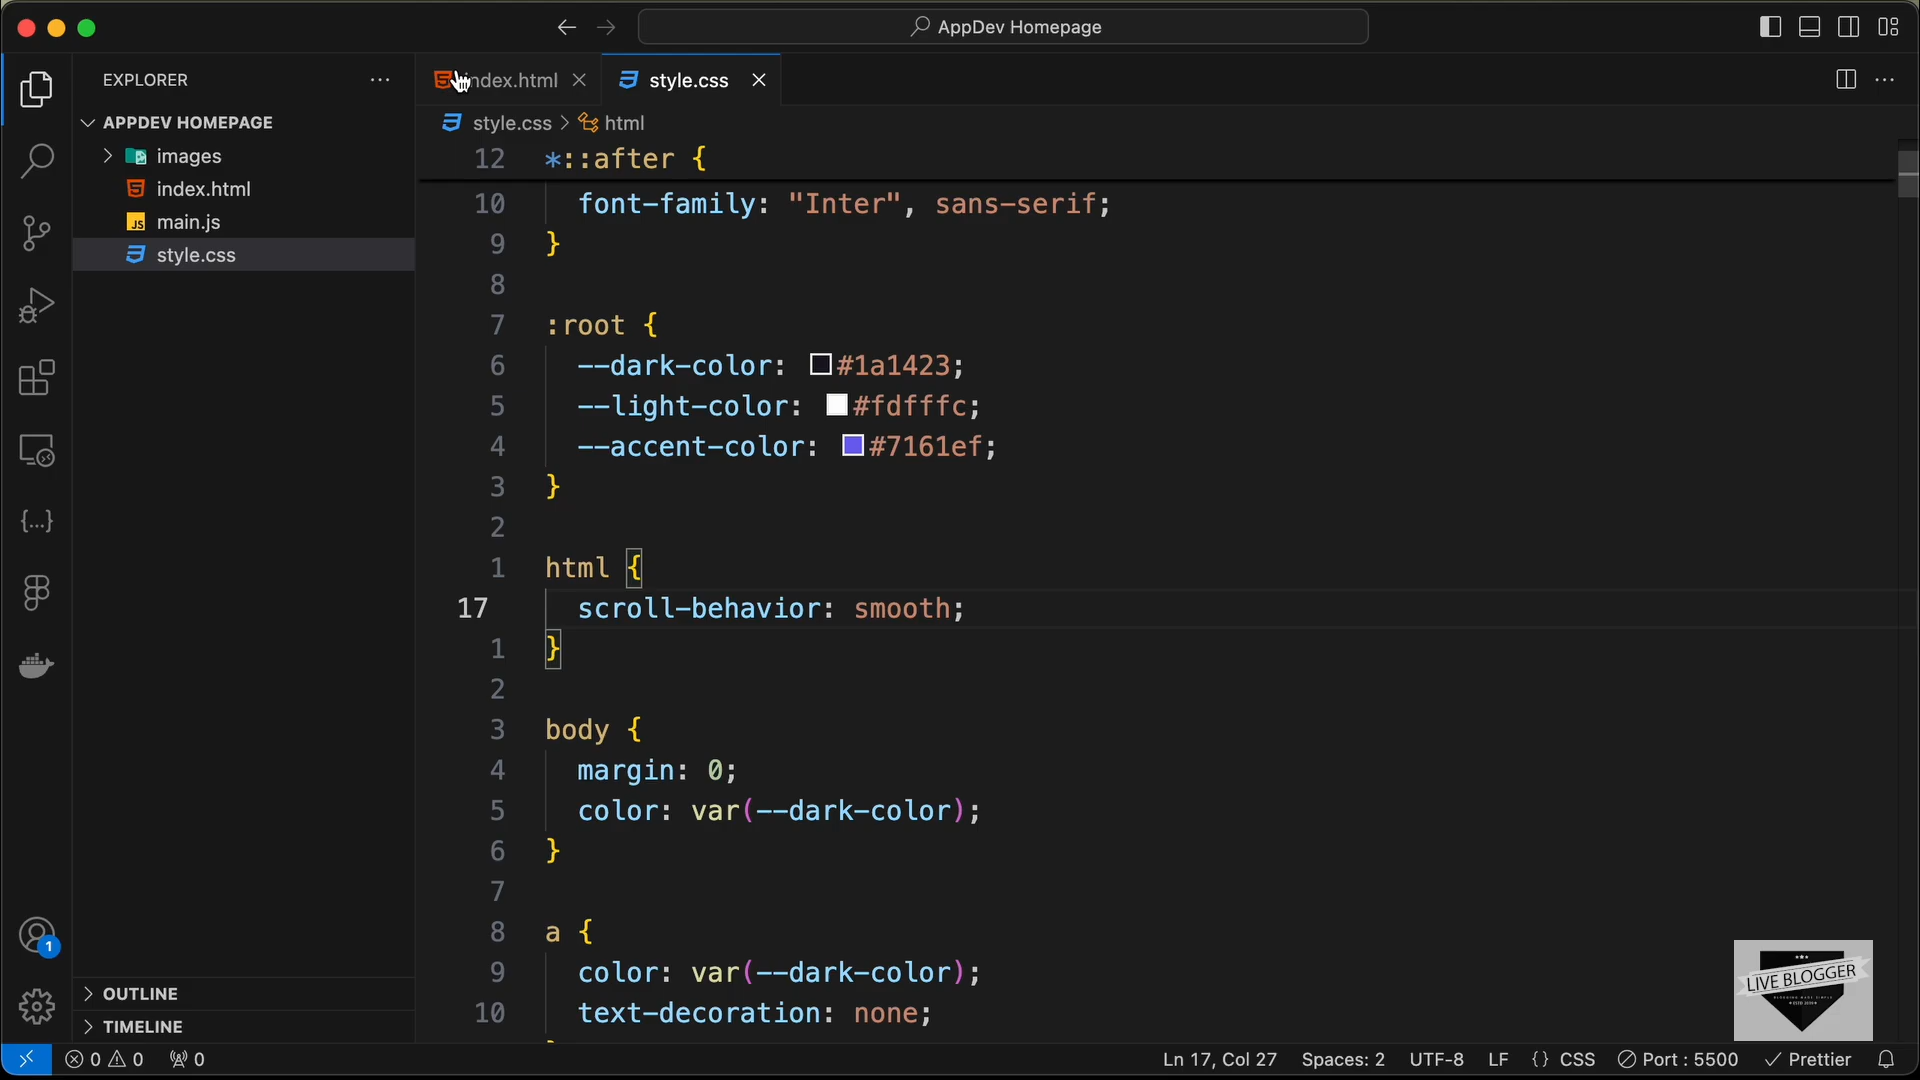 AppDev Homepage
EXPLORER
index.html
style.css
APPDEV HOMEPAGE
images
index.html
JS main.js
style.css
OUTLINE
TIMELINE
style.css > html
12 *::after {
10 font-family: "Inter", sans-serif;
9 }
8
7 :root {
6 --dark-color: #1a1423;
5 --light-color: #fdfffc;
4 --accent-color: #7161ef;
3 }
2
1 html {
17 scroll-behavior: smooth;
1 }
2
3 body {
4 margin: 0;
5 color: var(--dark-color);
6 }
7
8 a {
9 color: var(--dark-color);
10 text-decoration: none;
1
LIVE BLOGGER
0 0 0
Ln 17, Col 27 Spaces: 2 UTF-8 LF {} CSS Port : 5500 Prettier